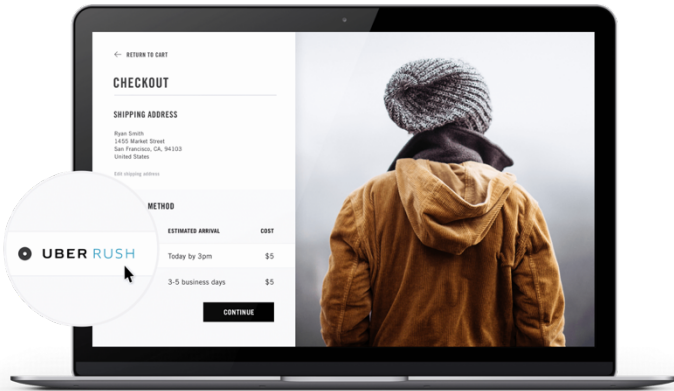 ← RETURN TO CART
CHECKOUT
SHIPPING ADDRESS
Ryan Smith
1455 Market Street
San Francisco, CA, 94103
United States
Edit shipping address
METHOD
ESTIMATED ARRIVAL COST
UBER RUSH Today by 3pm $5
3-5 business days $5
CONTINUE